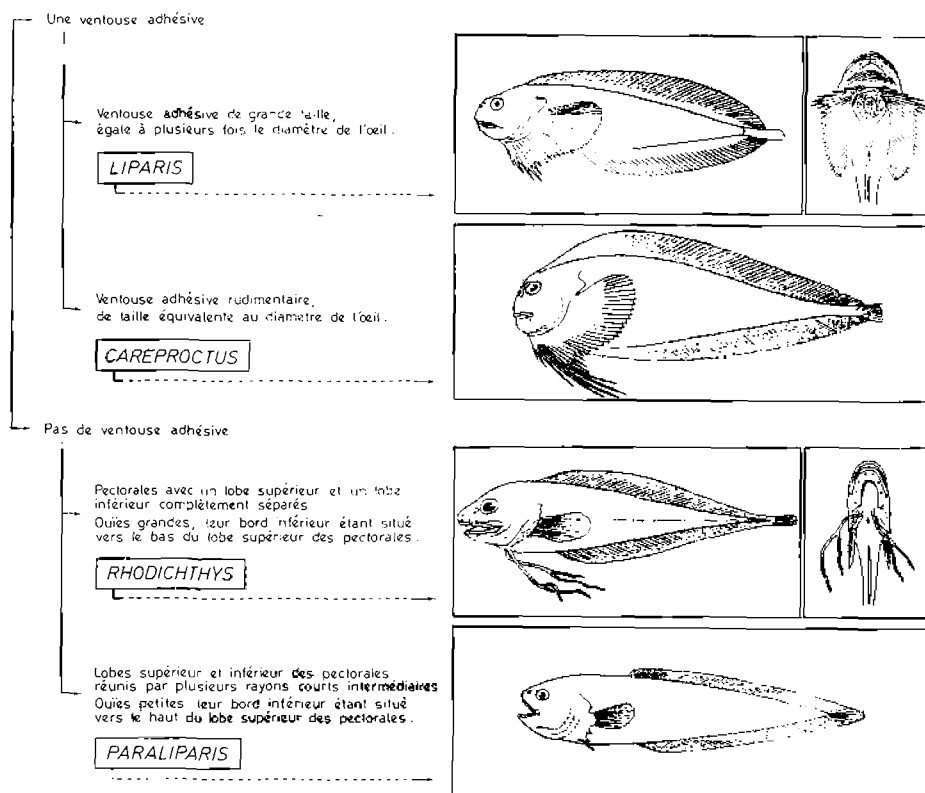 Une ventouse adhésive
Ventouse adhésive de grande taille,
égale à plusieurs fois le diamètre de l'œil.
LIPARIS
Ventouse adhésive rudimentaire,
de taille équivalente au diamètre de l'œil.
CAREPROCTUS
Pas de ventouse adhésive
Pectorales avec un lobe supérieur et un lobe
inférieur complètement séparés
Ouïes grandes, leur bord inférieur étant situé
vers le bas du lobe supérieur des pectorales.
RHODICHTHYS
Lobes supérieur et inférieur des pectorales
réunis par plusieurs rayons courts intermédiaires
Ouïes petites leur bord inférieur étant situé
vers le haut du lobe supérieur des pectorales.
PARALIPARIS